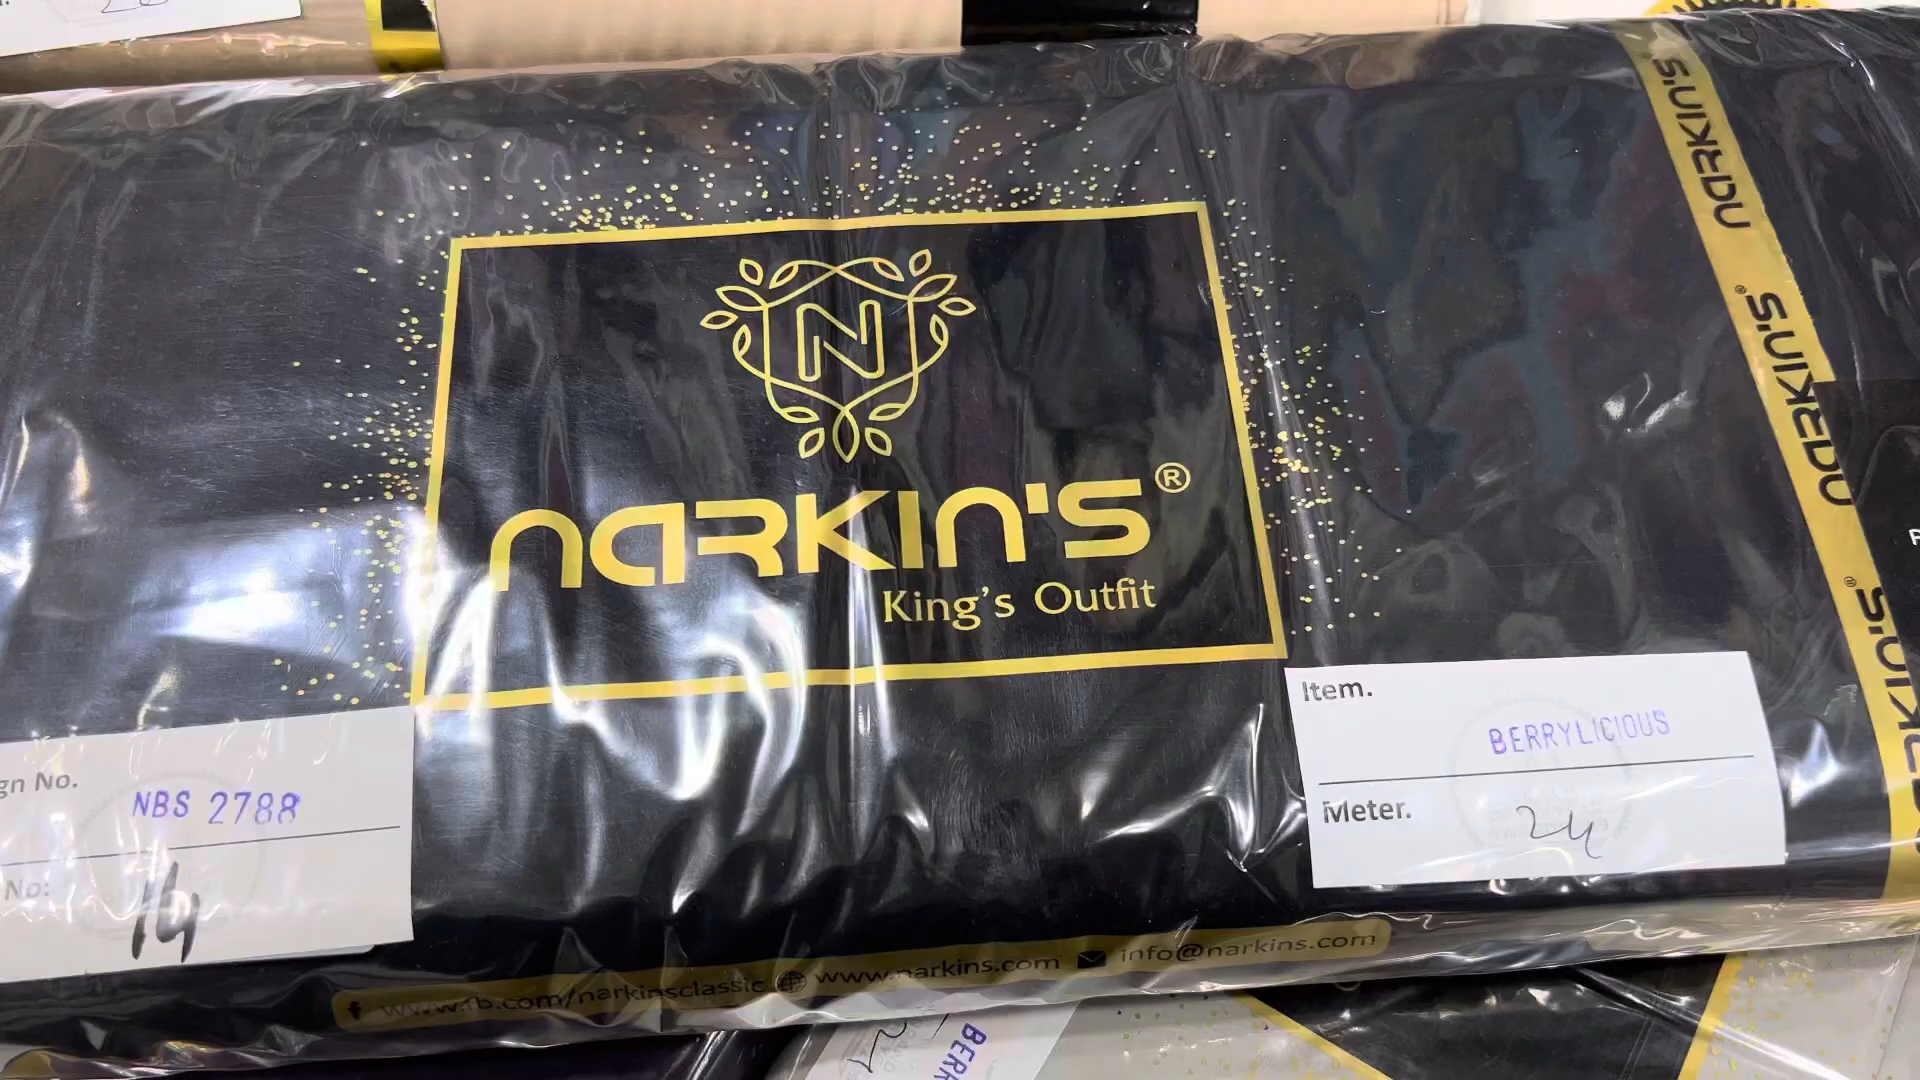 N
NARKIN'S®
King's Outfit
NARKIN'S®
NARKIN'S®
NARKIN'S®
gn No.
NBS 2788
No:
14
Item.
BERRYLICIOUS
Meter.
24
www.fb.com/narkinsclassic www.narkins.com info@narkins.com